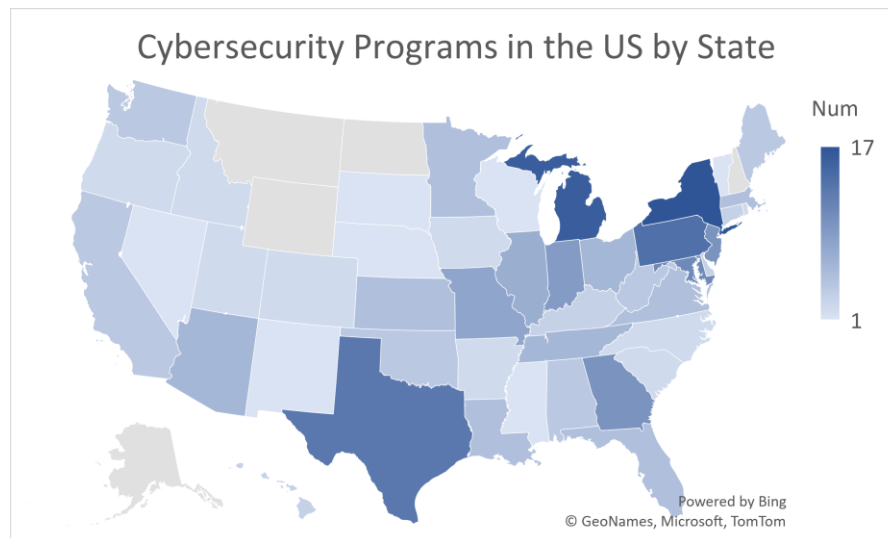 Cybersecurity Programs in the US by State
Num
17
1
Powered by Bing
© GeoNames, Microsoft, TomTom